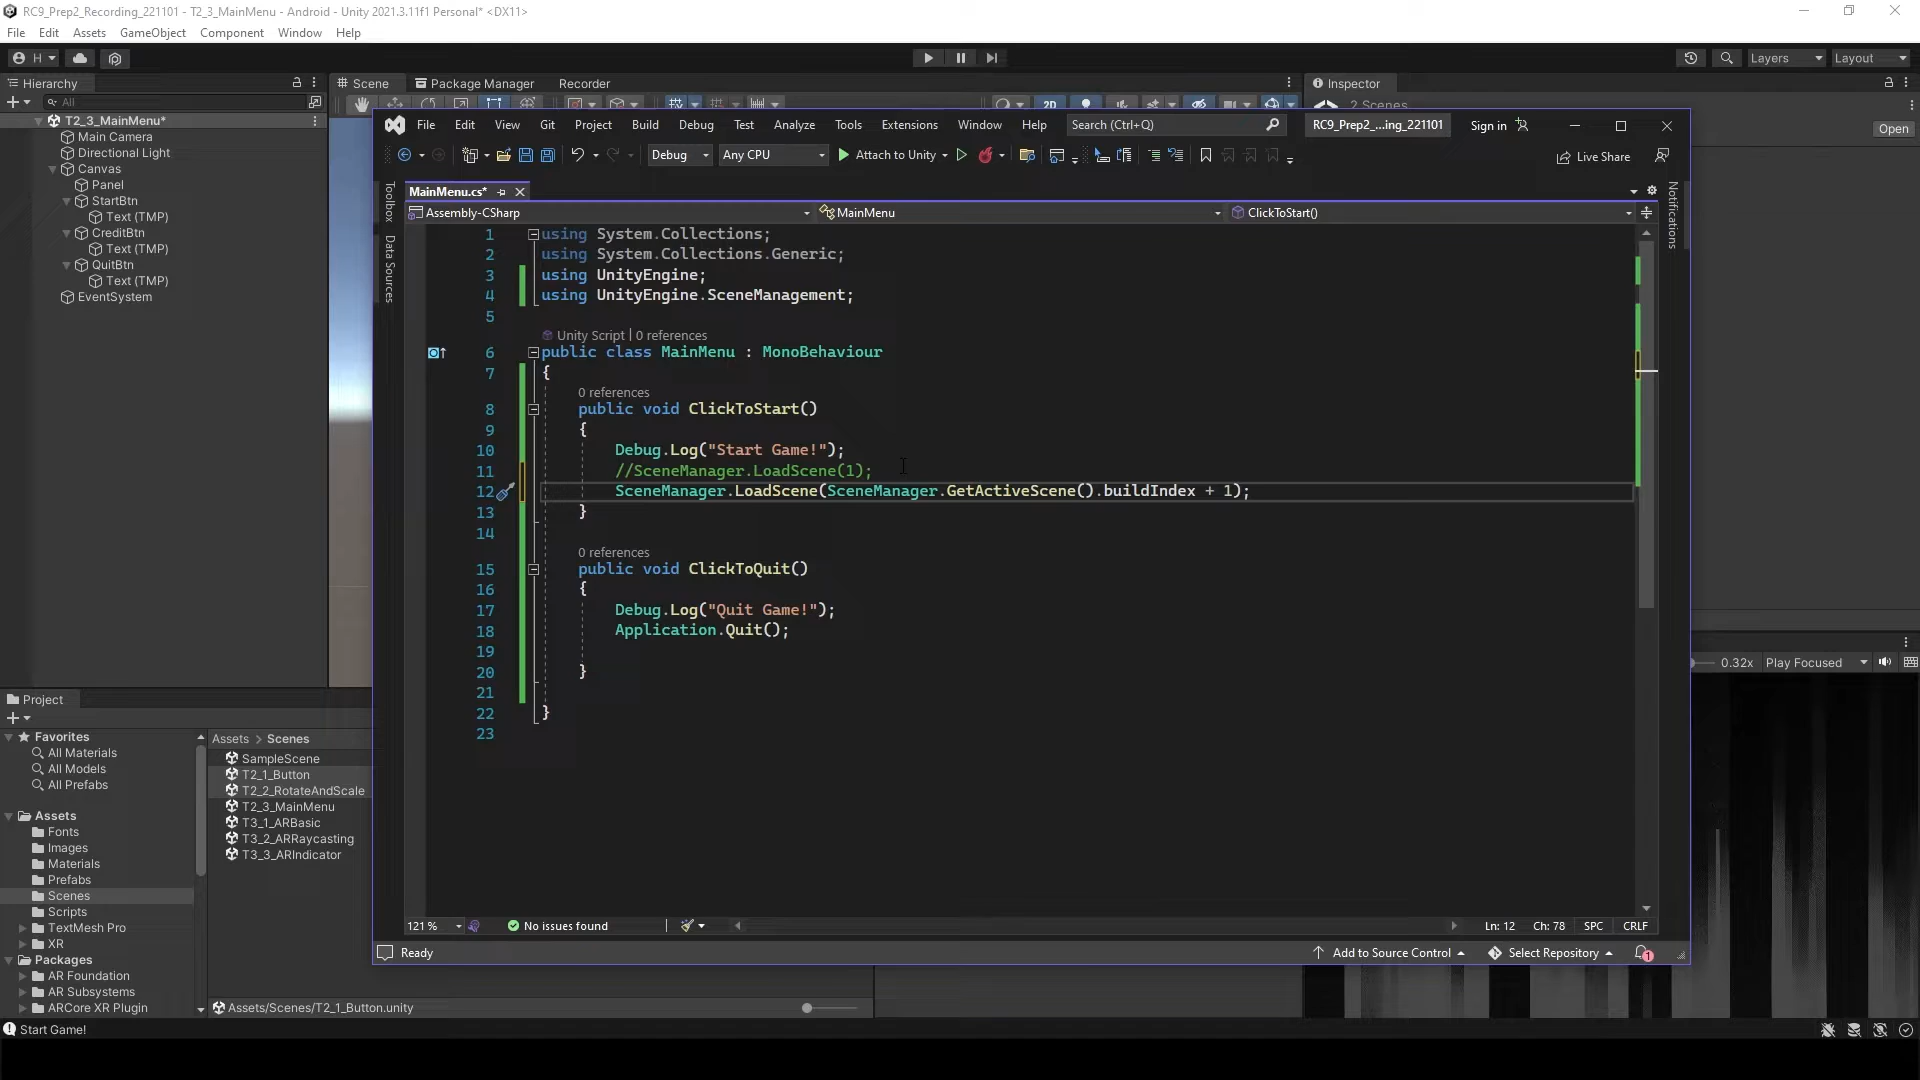 RC9_Prep2_Recording_221101 - T2_3_MainMenu - Android - Unity 2021.3.11f1 Personal* <DX11>
File Edit Assets GameObject Component Window Help
H Layers Layout
Hierarchy
Scene Package Manager Recorder
Inspector
All
2D
2 Scenes
Open
T2_3_MainMenu*
Main Camera
Directional Light
Canvas
Panel
StartBtn
Text (TMP)
CreditBtn
Text (TMP)
QuitBtn
Text (TMP)
EventSystem
File Edit View Git Project Build Debug Test Analyze Tools Extensions Window Help Search (Ctrl+Q) RC9_Prep2_...ing_221101 Sign in
Debug Any CPU Attach to Unity Live Share
MainMenu.cs*
Assembly-CSharp MainMenu ClickToStart()
Toolbox
Data Sources
Notifications
1 using System.Collections;
2 using System.Collections.Generic;
3 using UnityEngine;
4 using UnityEngine.SceneManagement;
5
Unity Script | 0 references
6 public class MainMenu : MonoBehaviour
7 {
0 references
8 public void ClickToStart()
9 {
10 Debug.Log("Start Game!");
11 //SceneManager.LoadScene(1);
12 SceneManager.LoadScene(SceneManager.GetActiveScene().buildIndex + 1);
13 }
14
0 references
15 public void ClickToQuit()
16 {
17 Debug.Log("Quit Game!");
18 Application.Quit();
19
20 }
21
22 }
23
121 % No issues found Ln: 12 Ch: 78 SPC CRLF
Ready Add to Source Control Select Repository 1
0.32x Play Focused
Project
Favorites
All Materials
All Models
All Prefabs
Assets
Fonts
Images
Materials
Prefabs
Scenes
Scripts
TextMesh Pro
XR
Packages
AR Foundation
AR Subsystems
ARCore XR Plugin
Assets > Scenes
SampleScene
T2_1_Button
T2_2_RotateAndScale
T2_3_MainMenu
T3_1_ARBasic
T3_2_ARRaycasting
T3_3_ARIndicator
Assets/Scenes/T2_1_Button.unity
Start Game!